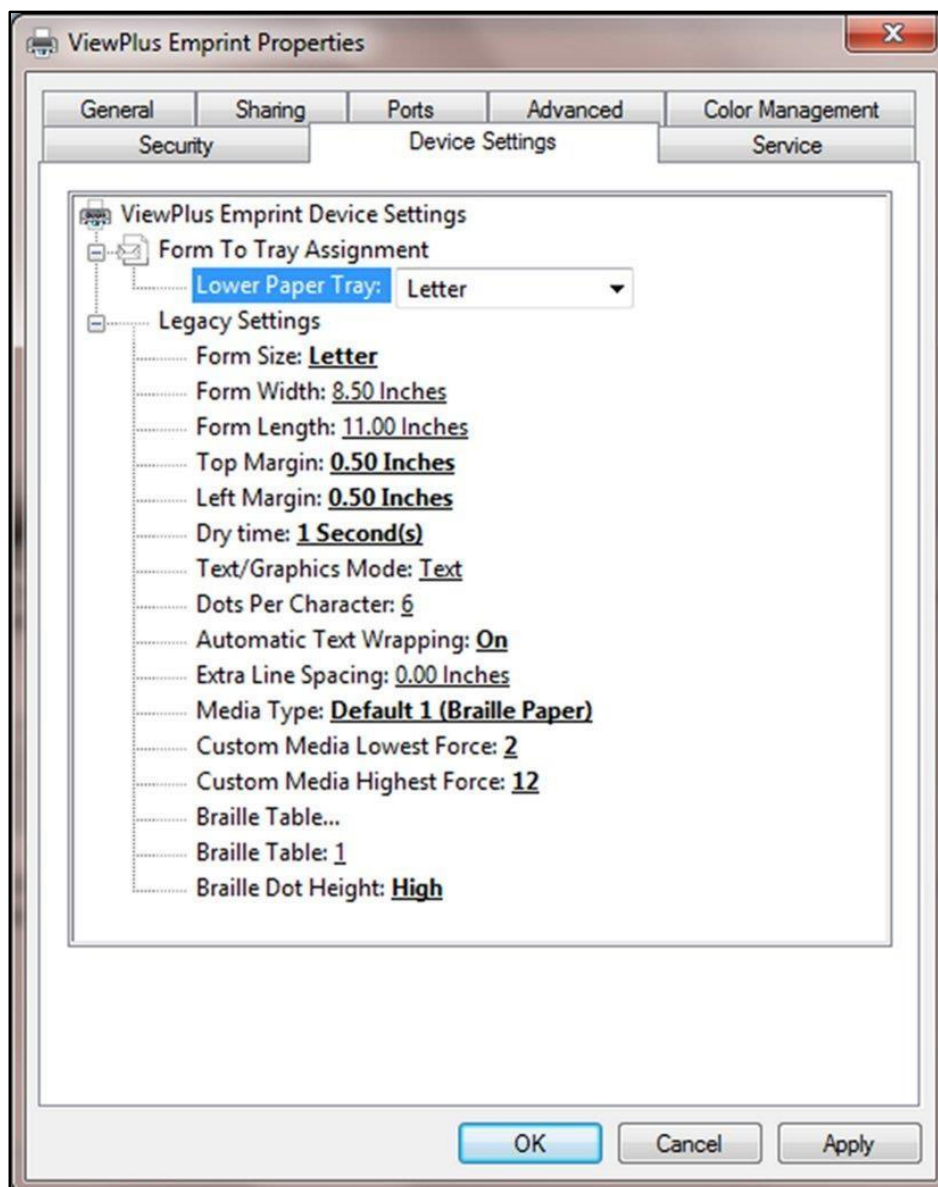 ViewPlus Emprint Properties
General Sharing Ports Advanced Color Management
Security Device Settings Service
ViewPlus Emprint Device Settings
Form To Tray Assignment
Lower Paper Tray: Letter
Legacy Settings
Form Size: Letter
Form Width: 8.50 Inches
Form Length: 11.00 Inches
Top Margin: 0.50 Inches
Left Margin: 0.50 Inches
Dry time: 1 Second(s)
Text/Graphics Mode: Text
Dots Per Character: 6
Automatic Text Wrapping: On
Extra Line Spacing: 0.00 Inches
Media Type: Default 1 (Braille Paper)
Custom Media Lowest Force: 2
Custom Media Highest Force: 12
Braille Table...
Braille Table: 1
Braille Dot Height: High
OK Cancel Apply